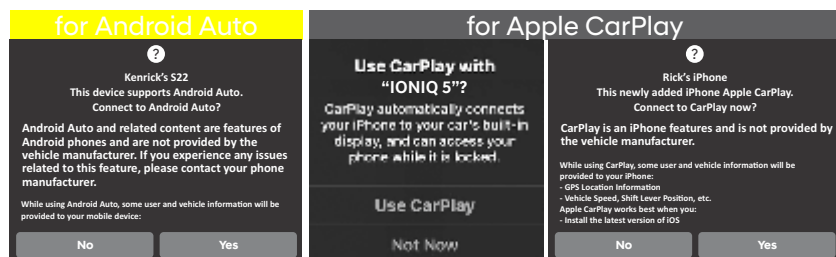 for Android Auto
for Apple CarPlay
?
Kenrick's S22
This device supports Android Auto.
Connect to Android Auto?
Android Auto and related content are features of
Android phones and are not provided by the
vehicle manufacturer. If you experience any issues
related to this feature, please contact your phone
manufacturer.
While using Android Auto, some user and vehicle information will be
provided to your mobile device:
No
Yes
Use CarPlay with
“IONIQ 5”?
CarPlay automatically connects
your iPhone to your car's built-in
display, and can access your
phone while it is locked.
Use CarPlay
Not Now
?
Rick's iPhone
This newly added iPhone Apple CarPlay.
Connect to CarPlay now?
CarPlay is an iPhone features and is not provided by
the vehicle manufacturer.
While using CarPlay, some user and vehicle information will be
provided to your iPhone:
- GPS Location Information
- Vehicle Speed, Shift Lever Position, etc.
Apple CarPlay works best when you:
- Install the latest version of iOS
No
Yes